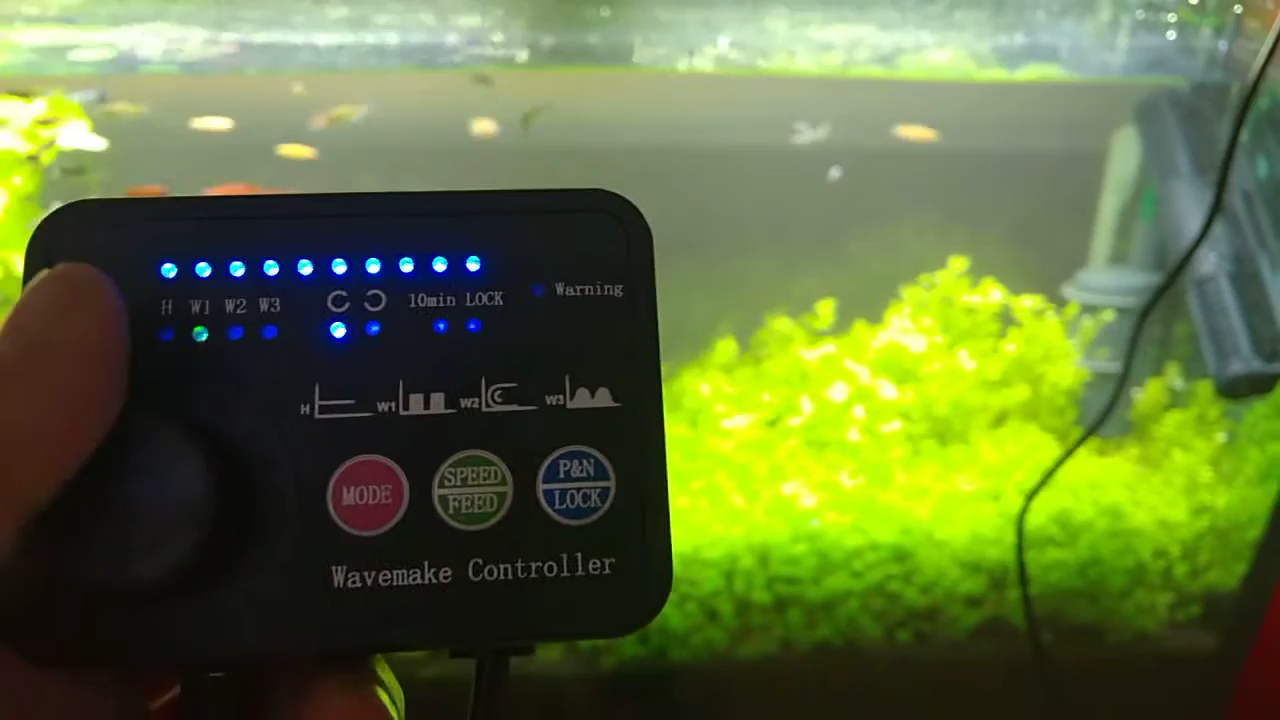 H W1 W2 W3 10min LOCK Warning
H W1 W2 W3
MODE SPEED FEED P&N LOCK
Wavemake Controller